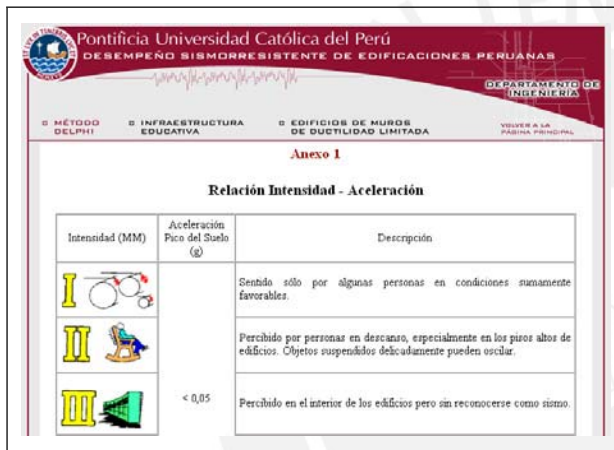 Pontificia Universidad Católica del Perú
DESEMPEÑO SISMORRESISTENTE DE EDIFICACIONES PERUANAS
DEPARTAMENTO DE
INGENIERÍA
MÉTODO
DELPHI
INFRAESTRUCTURA
EDUCATIVA
EDIFICIOS DE MUROS
DE DUCTILIDAD LIMITADA
VOLVER A LA
PÁGINA PRINCIPAL
Anexo 1
Relación Intensidad - Aceleración
Intensidad (MM)
Aceleración
Pico del Suelo
(g)
Descripción
I
Sentido sólo por algunas personas en condiciones sumamente
favorables.
II
Percibido por personas en descanso, especialmente en los pisos altos de
edificios. Objetos suspendidos delicadamente pueden oscilar.
III
< 0,05
Percibido en el interior de los edificios pero sin reconocerse como sismo.